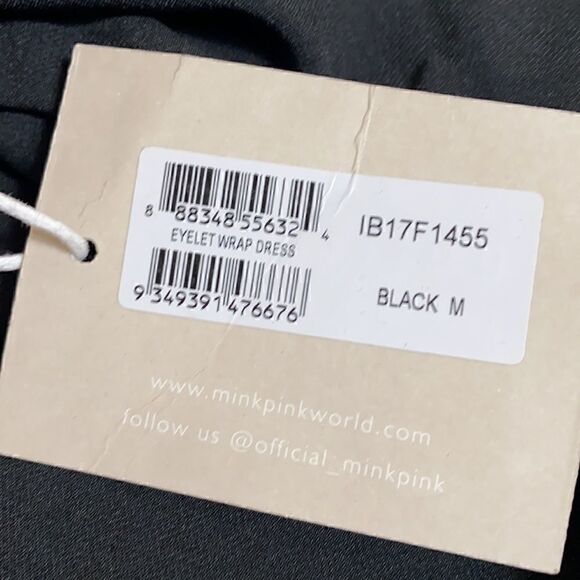 8 88348 55632 4
EYELET WRAP DRESS
9 349391 476676
IB17F1455
BLACK M
www.minkpinkworld.com
follow us @official_minkpink